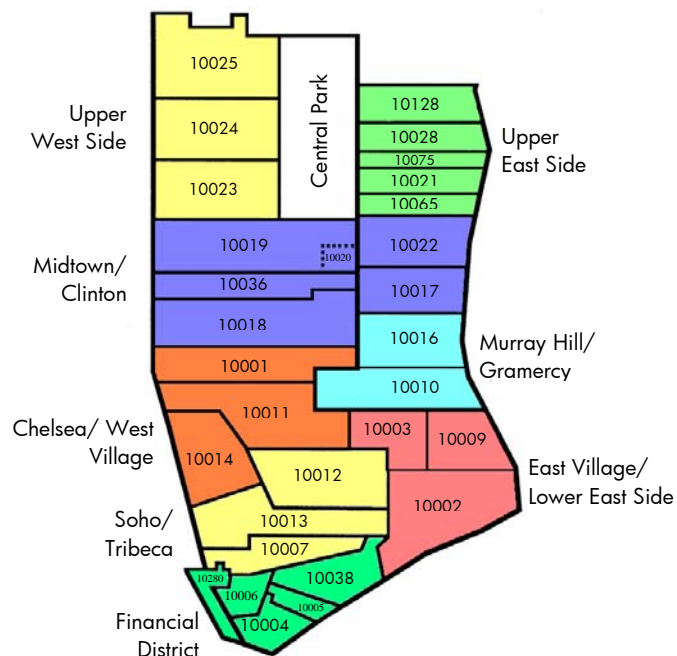 10025
Central Park
10128
Upper
West Side
10024
10028
Upper
East Side
10075
10021
10023
10065
10019
10020
10022
Midtown/
Clinton
10036
10017
10018
10016
Murray Hill/
Gramercy
10001
10010
10011
Chelsea/ West
Village
10003
10009
10014
10012
East Village/
Lower East Side
10002
Soho/
Tribeca
10013
10007
10280
10038
10006
10005
10004
Financial
District